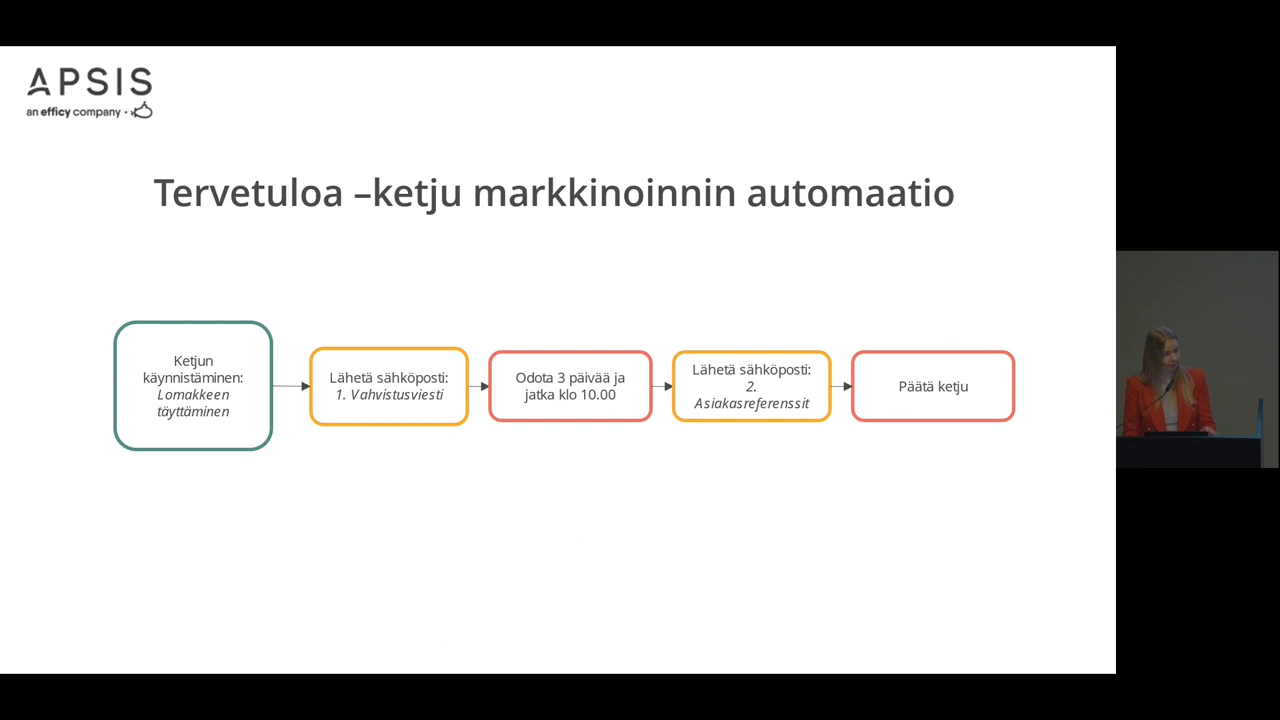 APSIS
an efficy company
Tervetuloa –ketju markkinoinnin automaatio
Ketjun
käynnistäminen:
Lomakkeen
täyttäminen
Lähetä sähköposti:
1. Vahvistusviesti
Odota 3 päivää ja
jatka klo 10.00
Lähetä sähköposti:
2.
Asiakasreferenssit
Päätä ketju